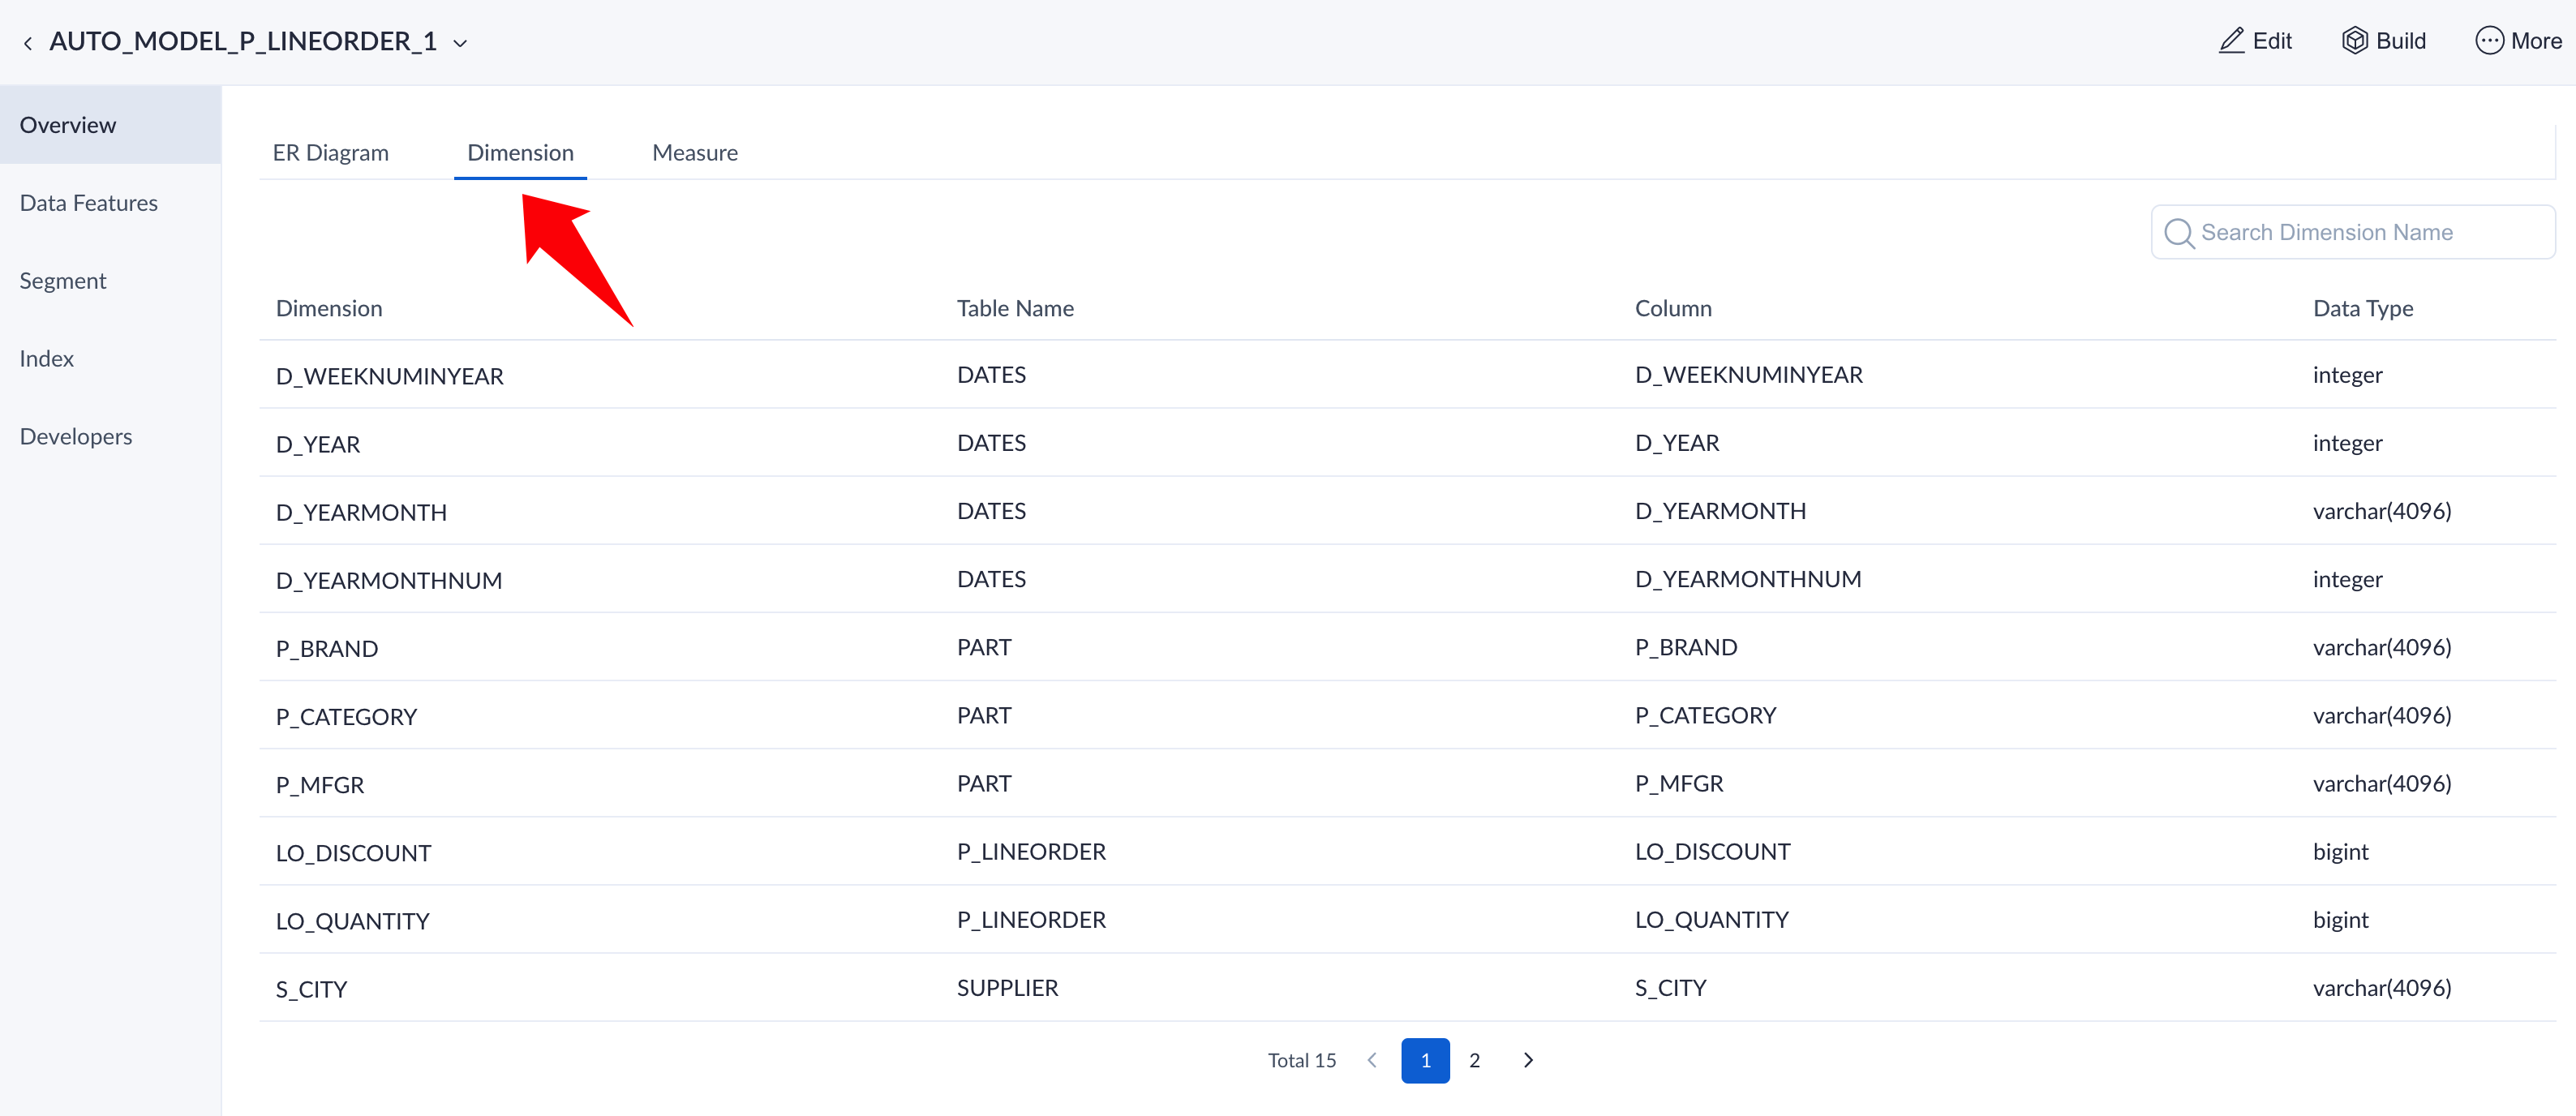 AUTO_MODEL_P_LINEORDER_1 Edit Build More
Overview
Data Features
Segment
Index
Developers
ER Diagram Dimension Measure
Search Dimension Name
Dimension Table Name Column Data Type
D_WEEKNUMINYEAR DATES D_WEEKNUMINYEAR integer
D_YEAR DATES D_YEAR integer
D_YEARMONTH DATES D_YEARMONTH varchar(4096)
D_YEARMONTHNUM DATES D_YEARMONTHNUM integer
P_BRAND PART P_BRAND varchar(4096)
P_CATEGORY PART P_CATEGORY varchar(4096)
P_MFGR PART P_MFGR varchar(4096)
LO_DISCOUNT P_LINEORDER LO_DISCOUNT bigint
LO_QUANTITY P_LINEORDER LO_QUANTITY bigint
S_CITY SUPPLIER S_CITY varchar(4096)
Total 15 1 2